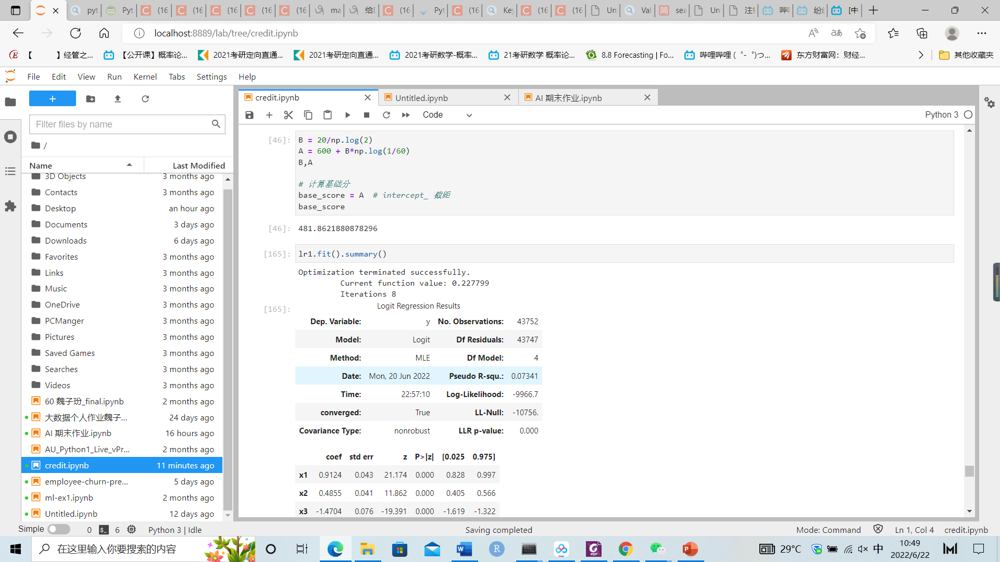 pyt
Pyt
(16
(16
(16
(16
(16
ma
给[
(16
Pyt
(16
Key
(16
(16
Un
Val
sea
Un
注销
哔哩
纷纷
[中
localhost:8889/lab/tree/credit.ipynb
【 】经管之...
【公开课】概率论...
2021考研定向直通...
2021考研定向直通...
2021考研数学-概率...
21考研数学 概率论...
8.8 Forecasting | Fo...
哔哩哔哩 ( ゜- ゜)つ...
东方财富网：财经...
其他收藏夹
File Edit View Run Kernel Tabs Settings Help
credit.ipynb
Untitled.ipynb
AI 期末作业.ipynb
Filter files by name
Code
Python 3
/
Name Last Modified
3D Objects 3 months ago
Contacts 3 months ago
Desktop an hour ago
Documents 3 days ago
Downloads 6 days ago
Favorites 3 months ago
Links 3 months ago
Music 3 months ago
OneDrive 3 months ago
PCManger 3 months ago
Pictures 3 months ago
Saved Games 3 months ago
Searches 3 months ago
Videos 3 months ago
60 魏子玢_final.ipynb 2 months ago
大数据个人作业魏子... 24 days ago
AI 期末作业.ipynb 16 hours ago
AU_Python1_Live_vPr... 2 months ago
credit.ipynb 11 minutes ago
employee-churn-pre... 5 days ago
ml-ex1.ipynb 2 months ago
Untitled.ipynb 12 days ago
[46]: B = 20/np.log(2)
A = 600 + B*np.log(1/60)
B,A
# 计算基础分
base_score = A # intercept_ 截距
base_score
[46]: 481.8621880878296
[165]: lr1.fit().summary()
Optimization terminated successfully.
Current function value: 0.227799
Iterations 8
[165]: Logit Regression Results
Dep. Variable: y No. Observations: 43752
Model: Logit Df Residuals: 43747
Method: MLE Df Model: 4
Date: Mon, 20 Jun 2022 Pseudo R-squ.: 0.07341
Time: 22:57:10 Log-Likelihood: -9966.7
converged: True LL-Null: -10756.
Covariance Type: nonrobust LLR p-value: 0.000
coef std err z P>|z| [0.025 0.975]
x1 0.9124 0.043 21.174 0.000 0.828 0.997
x2 0.4855 0.041 11.862 0.000 0.405 0.566
x3 -1.4704 0.076 -19.391 0.000 -1.619 -1.322
Simple 0 6 Python 3 | Idle Saving completed Mode: Command Ln 1, Col 4 credit.ipynb
在这里输入你要搜索的内容
29°C
中
10:49
2022/6/22